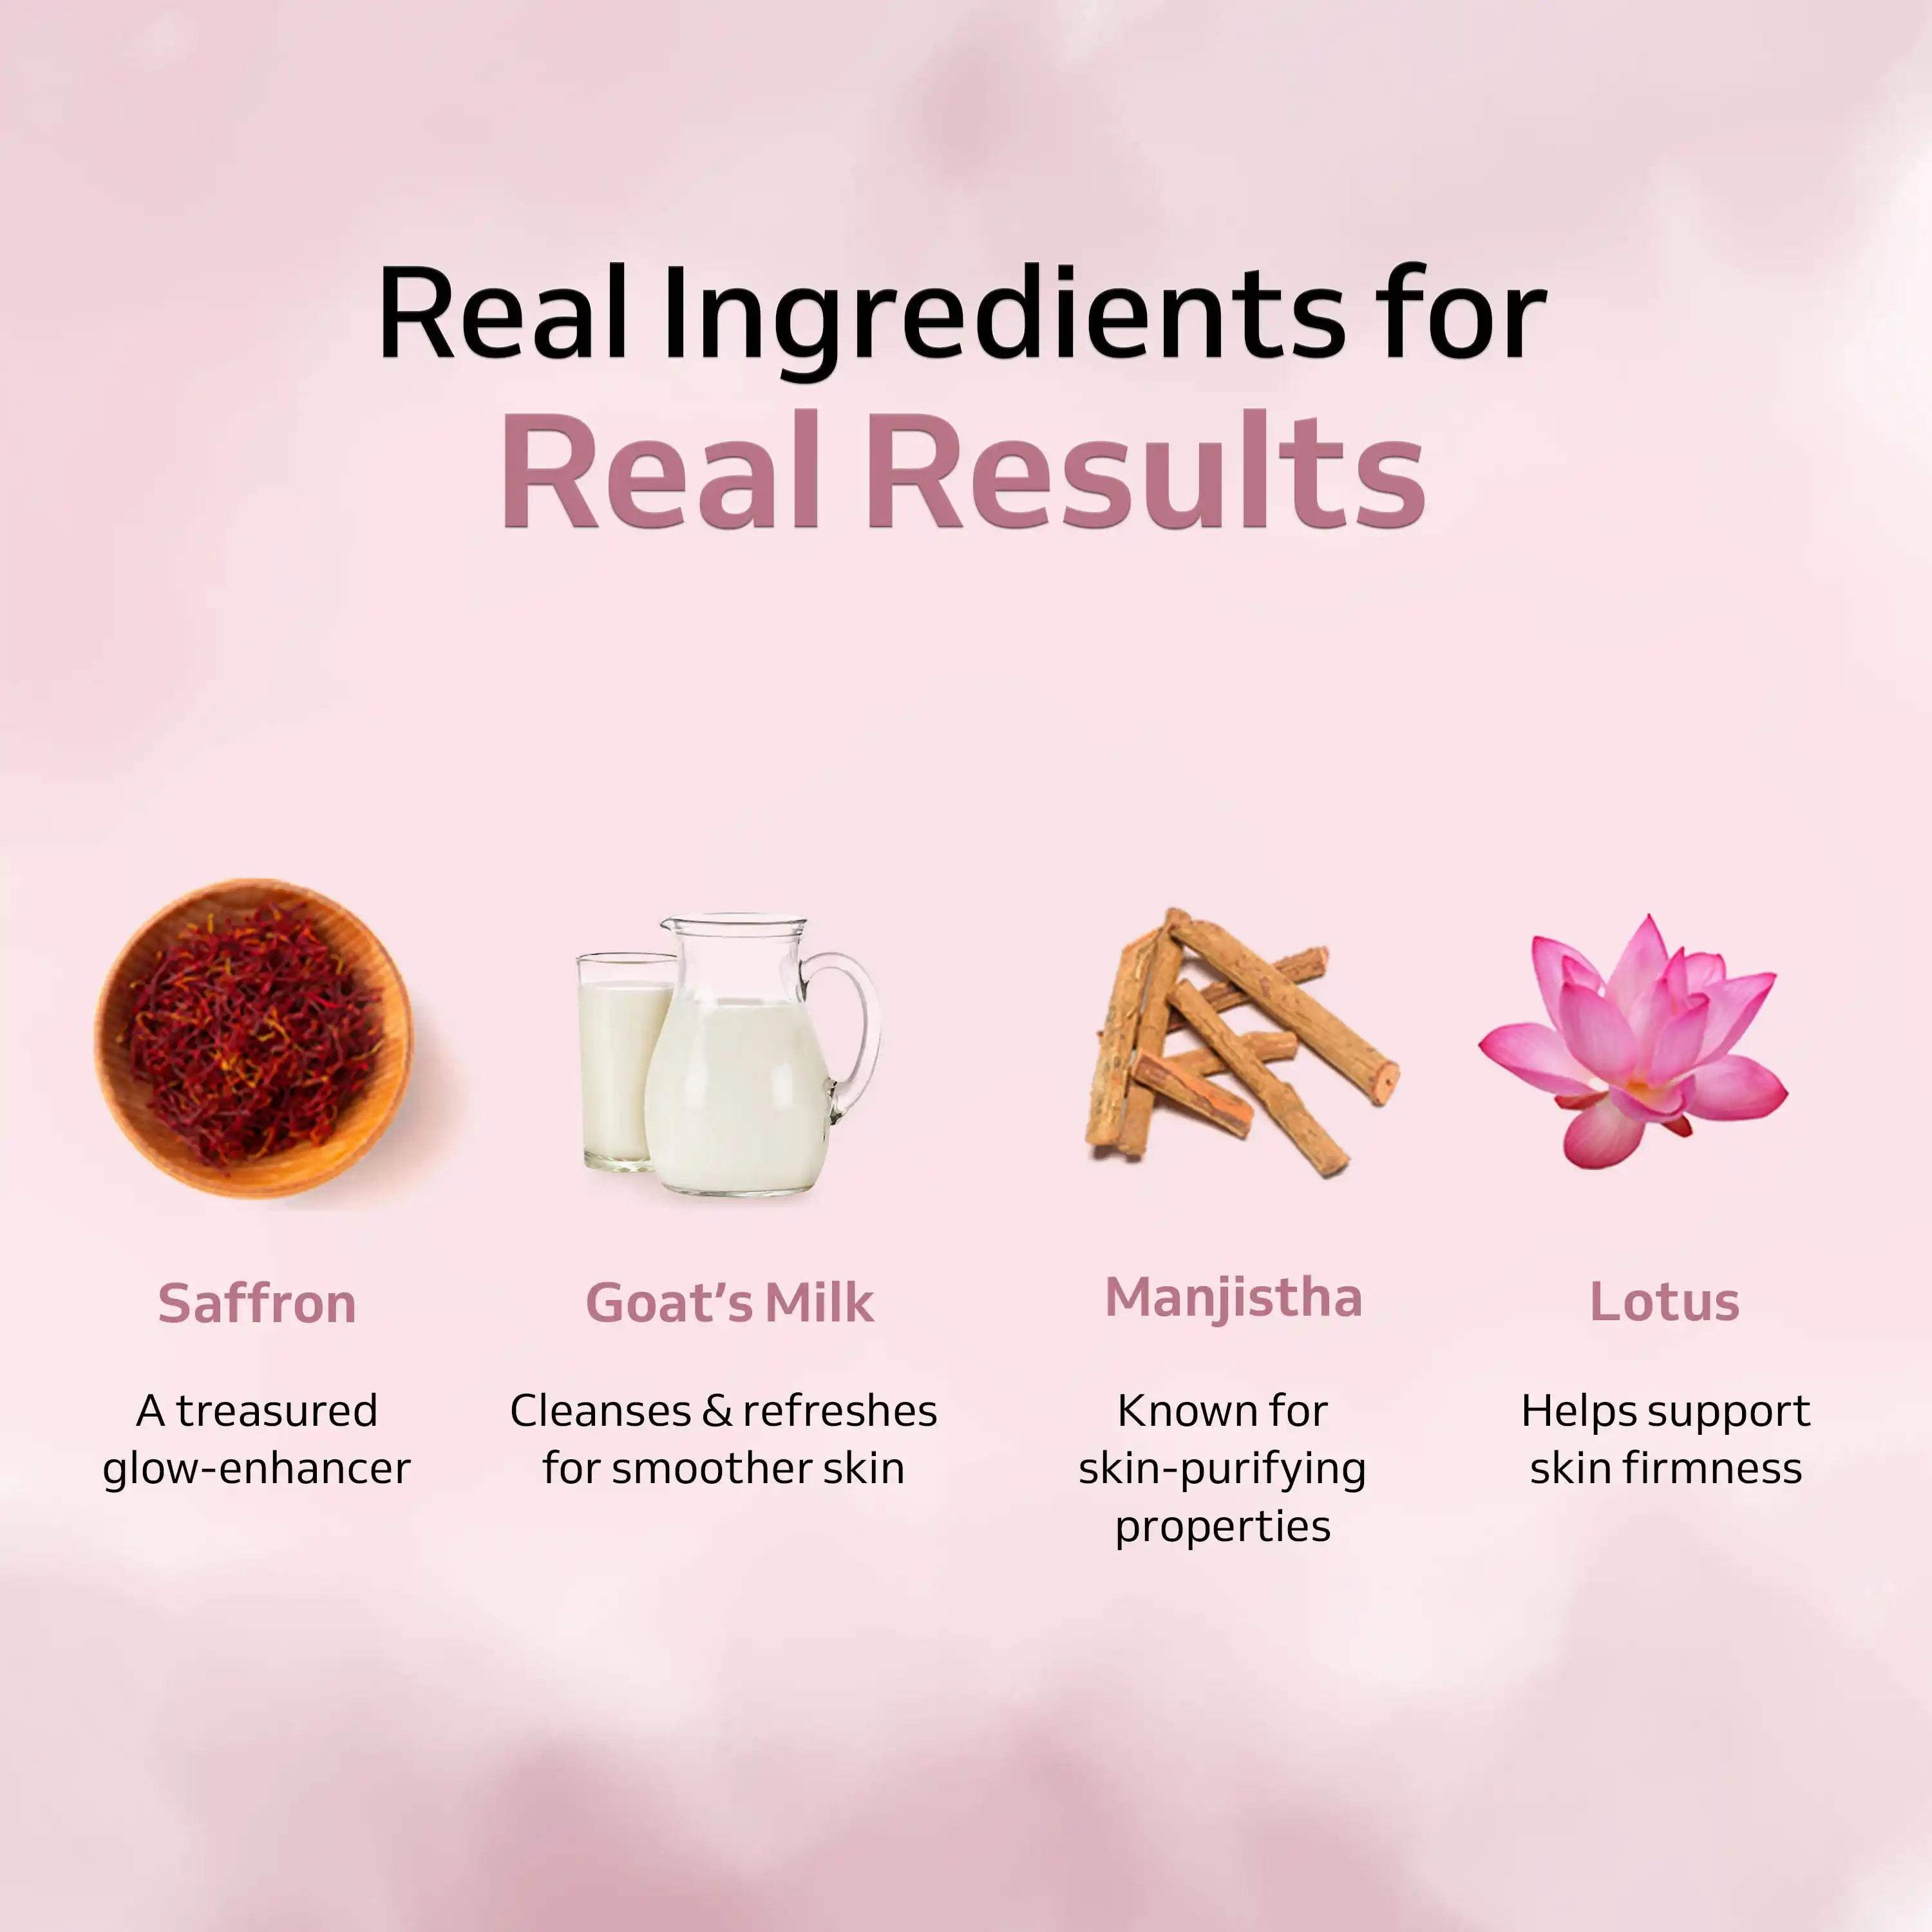 Real Ingredients for
Real Results
Saffron
A treasured
glow-enhancer
Goat’s Milk
Cleanses & refreshes
for smoother skin
Manjistha
Known for
skin-purifying
properties
Lotus
Helps support
skin firmness